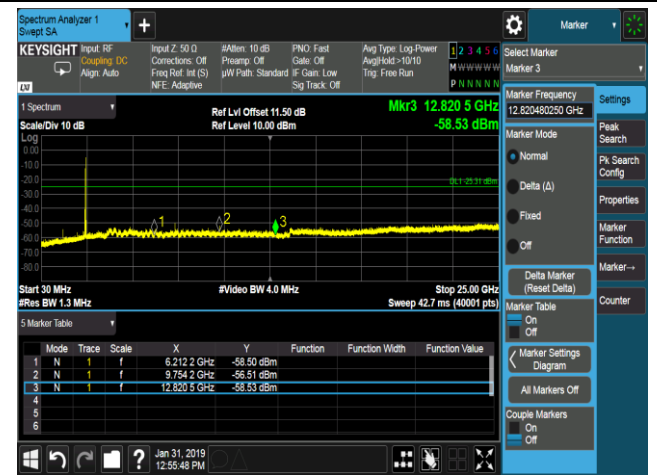 Spectrum Analyzer 1
Swept SA
Marker
KEYSIGHT
Input: RF
Coupling: DC
Align: Auto
Input Z: 50 Ω
Corrections: Off
Freq Ref: Int (S)
NFE: Adaptive
#Atten: 10 dB
Preamp: Off
µW Path: Standard
PNO: Fast
Gate: Off
IF Gain: Low
Sig Track: Off
Avg Type: Log-Power
Avg|Hold:>10/10
Trig: Free Run
1 2 3 4 5 6
M W W W W W
P N N N N N
LXI
Select Marker
Marker 3
1 Spectrum
Scale/Div 10 dB
Log
Ref Lvl Offset 11.50 dB
Ref Level 10.00 dBm
Mkr3 12.820 5 GHz
-58.53 dBm
0.00
-10.0
-20.0
-30.0
-40.0
-50.0
-60.0
-70.0
-80.0
DL1 -25.31 dBm
1
2
3
Start 30 MHz
#Res BW 1.3 MHz
#Video BW 4.0 MHz
Stop 25.00 GHz
Sweep 42.7 ms (40001 pts)
5 Marker Table
Mode Trace Scale X Y Function Function Width Function Value
1 N 1 f 6.212 2 GHz -58.50 dBm
2 N 1 f 9.754 2 GHz -56.51 dBm
3 N 1 f 12.820 5 GHz -58.53 dBm
4
5
6
Marker Frequency
12.820480250 GHz
Marker Mode
Normal
Delta (Δ)
Fixed
Off
Delta Marker
(Reset Delta)
Marker Table
On
Off
Marker Settings
Diagram
All Markers Off
Couple Markers
On
Off
Settings
Peak
Search
Pk Search
Config
Properties
Marker
Function
Marker→
Counter
?
Jan 31, 2019
12:55:48 PM